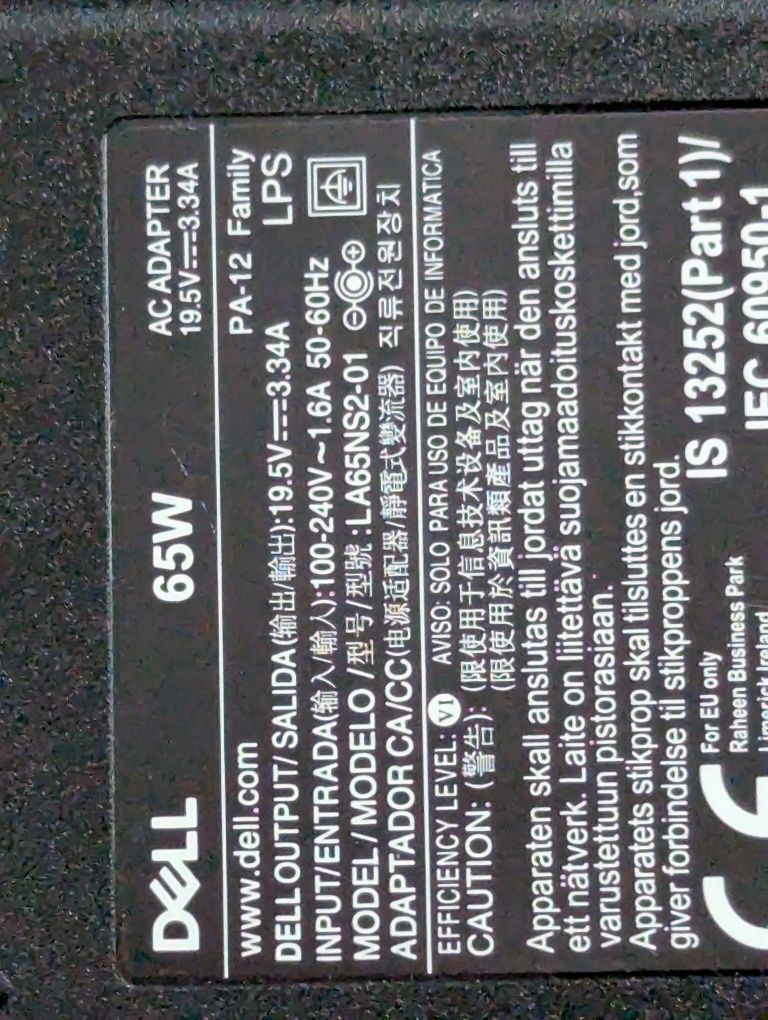 DELL 65W AC ADAPTER
19.5V⎓3.34A
www.dell.com PA-12 Family
DELL OUTPUT/ SALIDA(输出/輸出):19.5V⎓3.34A LPS
INPUT/ENTRADA(输入/輸入):100-240V~1.6A 50-60Hz
MODEL / MODELO /型号/ 型號 :LA65NS2-01
ADAPTADOR CA/CC(电源适配器/靜電式變流器) 직류전원장치
EFFICIENCY LEVEL: VI AVISO: SOLO PARA USO DE EQUIPO DE INFORMATICA
CAUTION: (警告): (限使用于信息技术设备及室内使用)
(限使用於資訊類產品及室內使用)
Apparaten skall anslutas till jordat uttag när den ansluts till
ett nätverk. Laite on liitettävä suojamaadoituskoskettimilla
varustettuun pistorasiaan.
Apparatets stikprop skal tilsluttes en stikkontakt med jord,som
giver forbindelse til stikproppens jord.
CE For EU only
Raheen Business Park
Limerick Ireland
IS 13252(Part 1)/
IEC 60950-1